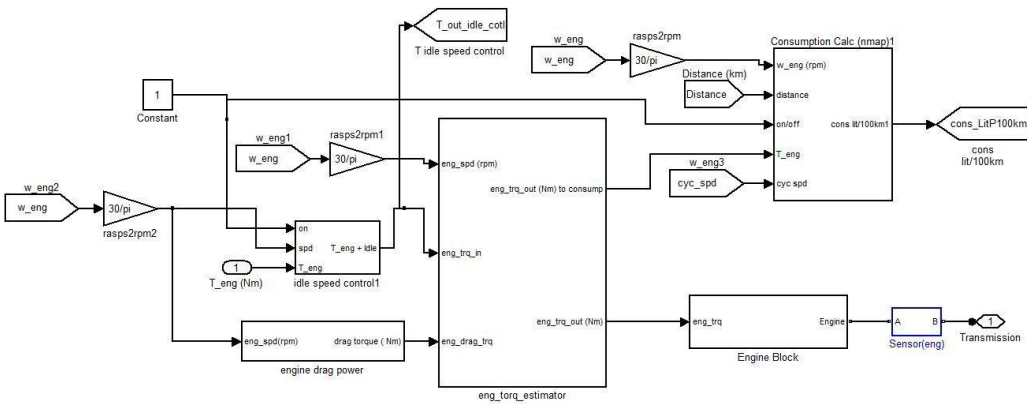 T_out_idle_cotl
T idle speed control
w_eng
w_eng
rasps2rpm
30/pi
Consumption Calc (nmap)1
w_eng (rpm)
Distance (km)
Distance
distance
on/off
cons lit/100km1
cons_LitP100km
cons
lit/100km
T_eng
w_eng3
cyc_spd
cyc spd
1
Constant
w_eng1
w_eng
rasps2rpm1
30/pi
eng_spd (rpm)
eng_trq_out (Nm) to consump
w_eng2
w_eng
30/pi
rasps2rpm2
on
spd
T_eng
T_eng + Idle
idle speed control1
1
T_eng (Nm)
eng_trq_in
eng_trq_out (Nm)
eng_drag_trq
eng_torq_estimator
eng_spd(rpm)
drag torque ( Nm)
engine drag power
eng_trq
Engine
Engine Block
A
B
Sensor(eng)
1
Transmission